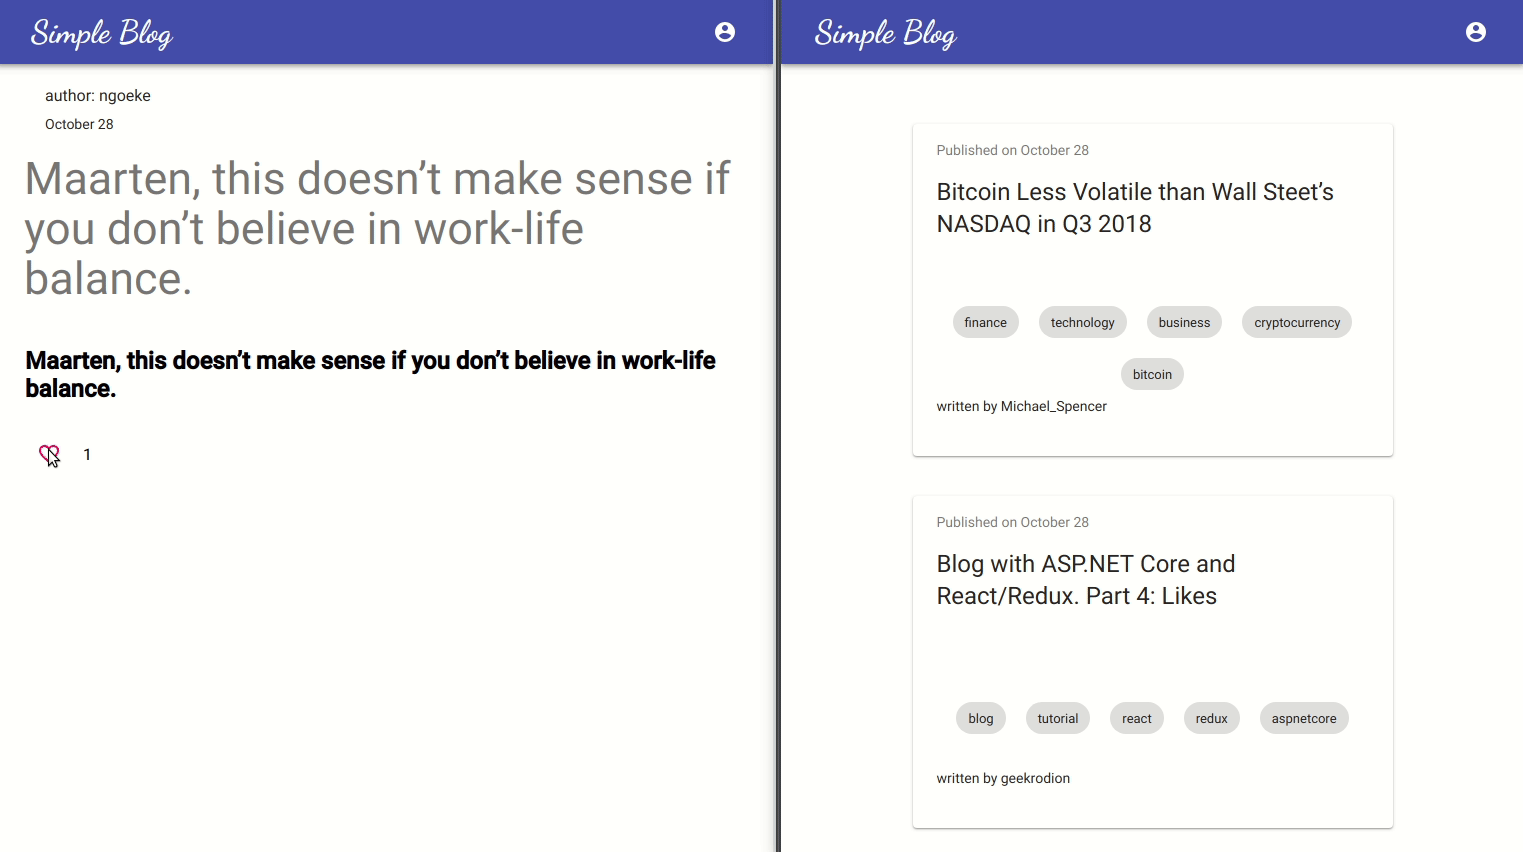 Simple Blog
author: ngoeke
October 28
Maarten, this doesn’t make sense if
you don’t believe in work-life
balance.
Maarten, this doesn’t make sense if you don’t believe in work-life
balance.
1
Simple Blog
Published on October 28
Bitcoin Less Volatile than Wall Steet’s
NASDAQ in Q3 2018
finance technology business cryptocurrency
bitcoin
written by Michael_Spencer
Published on October 28
Blog with ASP.NET Core and
React/Redux. Part 4: Likes
blog tutorial react redux aspnetcore
written by geekrodion